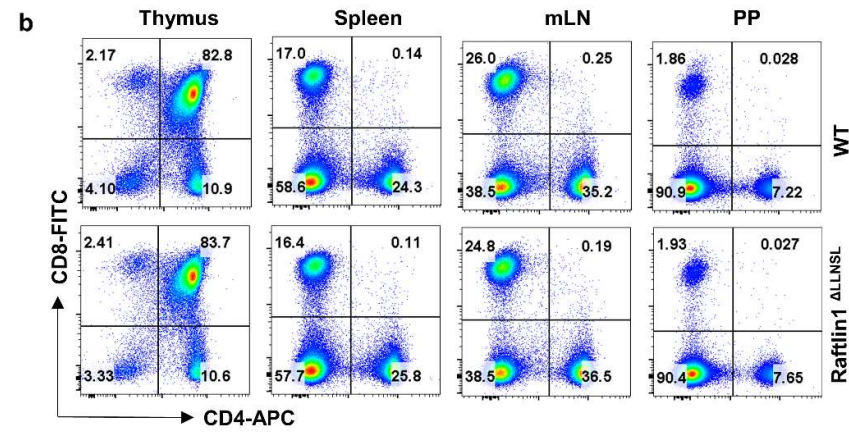 b
Thymus Spleen mLN PP
2.17 82.8 17.0 0.14 26.0 0.25 1.86 0.028
4.10 10.9 58.6 24.3 38.5 35.2 90.9 7.22
WT
2.41 83.7 16.4 0.11 24.8 0.19 1.93 0.027
3.33 10.6 57.7 25.8 38.5 36.5 90.4 7.65
Raftlin1 ΔLLNSL
CD8-FITC
CD4-APC